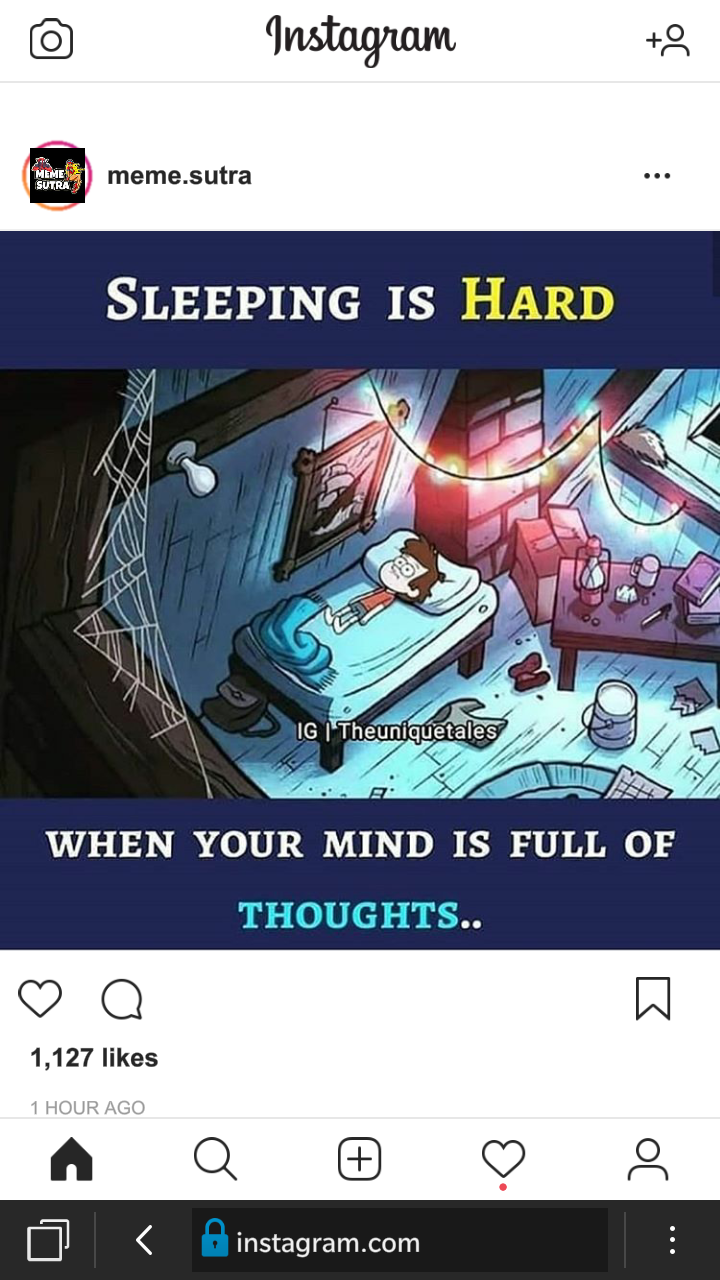 Instagram
MEME
SUTRA
meme.sutra
SLEEPING IS HARD
IG | Theuniquetales
WHEN YOUR MIND IS FULL OF
THOUGHTS..
1,127 likes
1 HOUR AGO
instagram.com